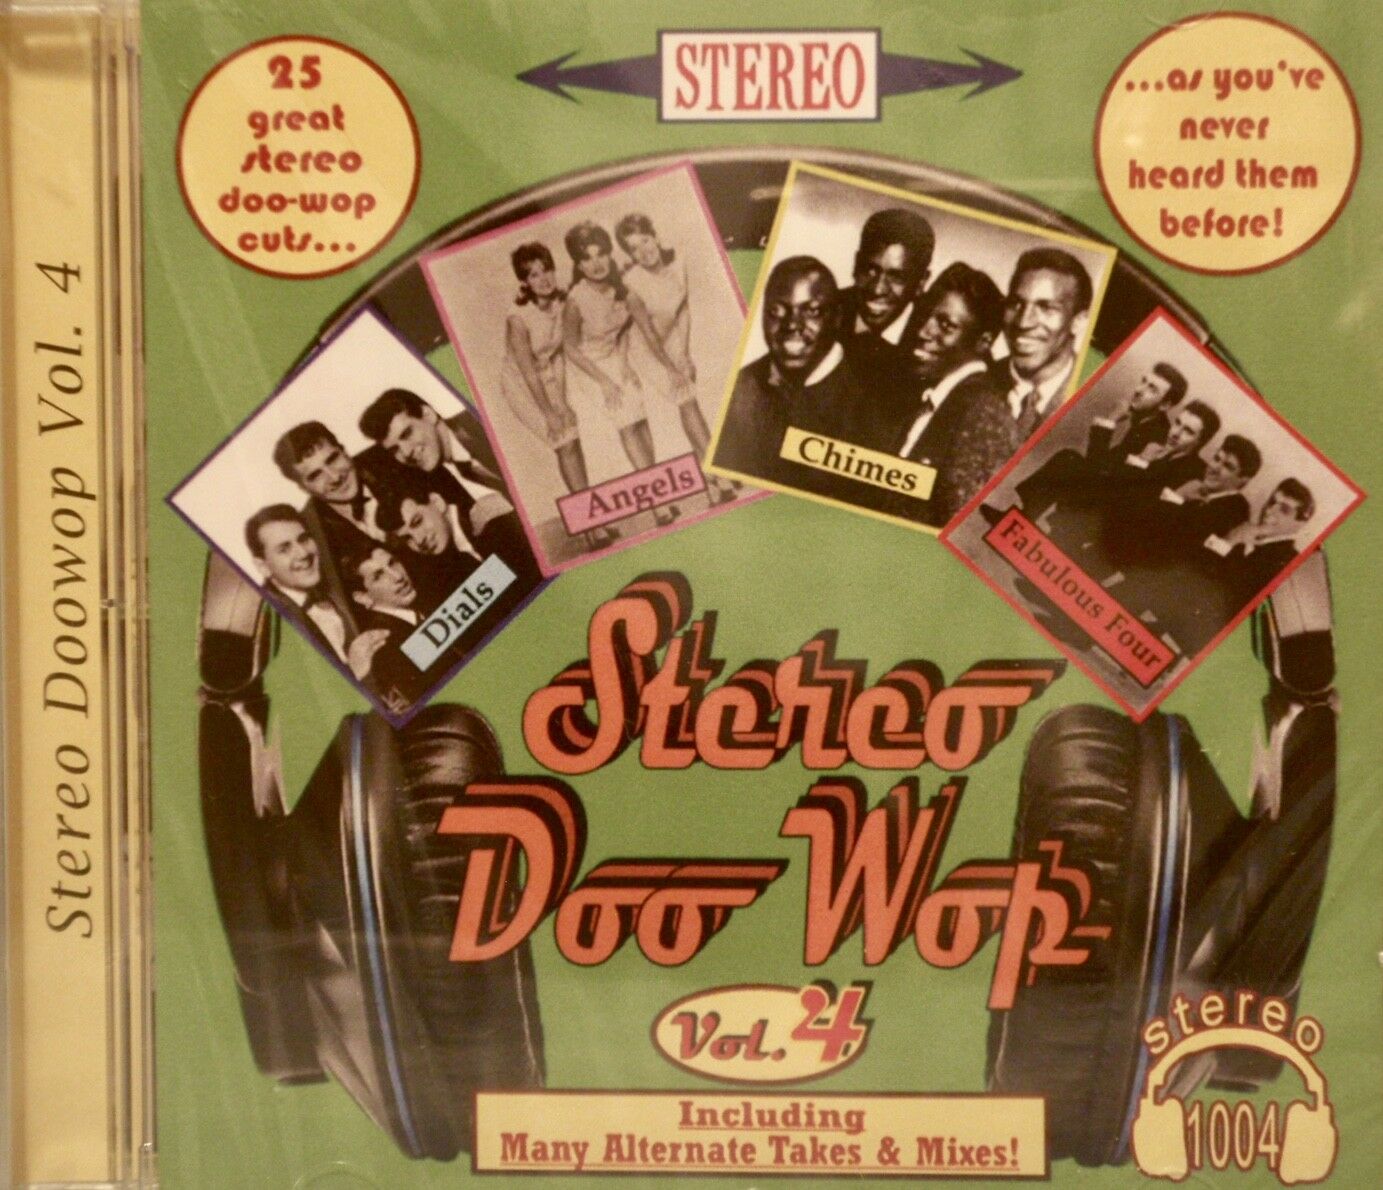 Stereo Doowop Vol. 4
25
great
stereo
doo-wop
cuts...
STEREO
...as you've
never
heard them
before!
Dials
Angels
Chimes
Fabulous Four
Stereo
Doo Wop
Vol. 4
Including
Many Alternate Takes & Mixes!
stereo
1004